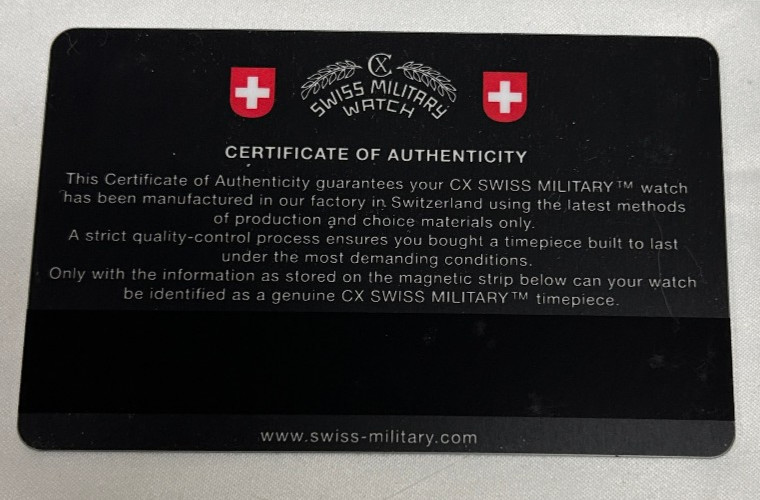 CX
SWISS MILITARY
WATCH
CERTIFICATE OF AUTHENTICITY
This Certificate of Authenticity guarantees your CX SWISS MILITARY™ watch
has been manufactured in our factory in Switzerland using the latest methods
of production and choice materials only.
A strict quality-control process ensures you bought a timepiece built to last
under the most demanding conditions.
Only with the information as stored on the magnetic strip below can your watch
be identified as a genuine CX SWISS MILITARY™ timepiece.
www.swiss-military.com